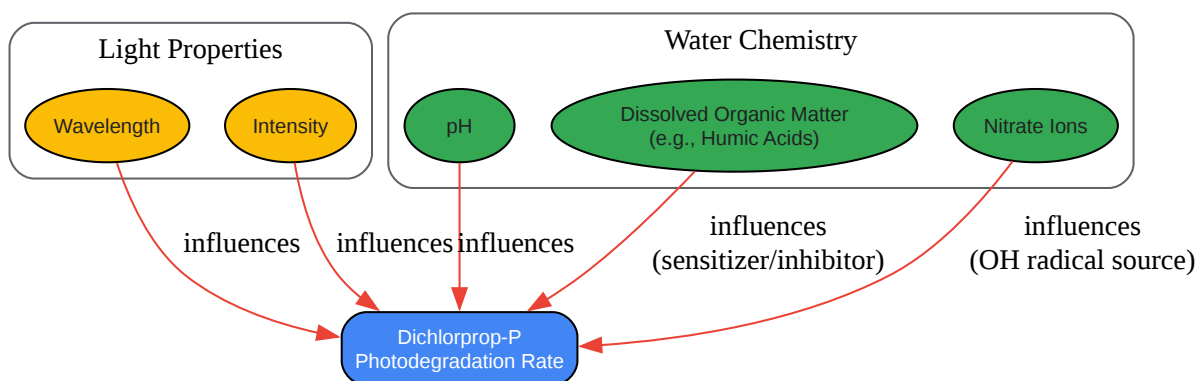 Light Properties
Water Chemistry
Wavelength
Intensity
pH
Dissolved Organic Matter
(e.g., Humic Acids)
Nitrate Ions
influences
influences
influences
influences
(sensitizer/inhibitor)
influences
(OH radical source)
Dichlorprop-P
Photodegradation Rate